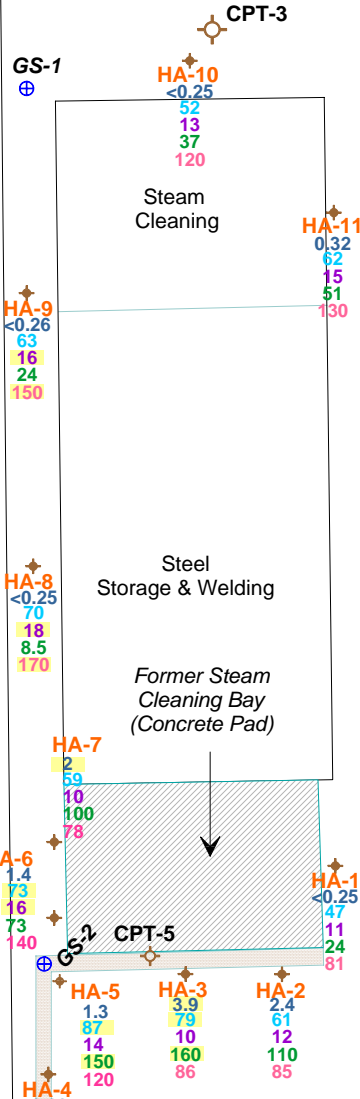 CPT-3
GS-1
HA-10
<0.25
52
13
37
120
Steam
Cleaning
HA-11
0.32
62
15
51
130
HA-9
<0.26
63
16
24
150
HA-8
<0.25
70
18
8.5
170
Steel
Storage & Welding
Former Steam
Cleaning Bay
(Concrete Pad)
HA-7
2
59
10
100
78
A-6
1.4
73
16
73
140
HA-1
<0.25
47
11
24
81
GS-2
CPT-5
HA-5
1.3
87
14
150
120
HA-3
3.9
79
10
160
86
HA-2
2.4
61
12
110
85
HA-4